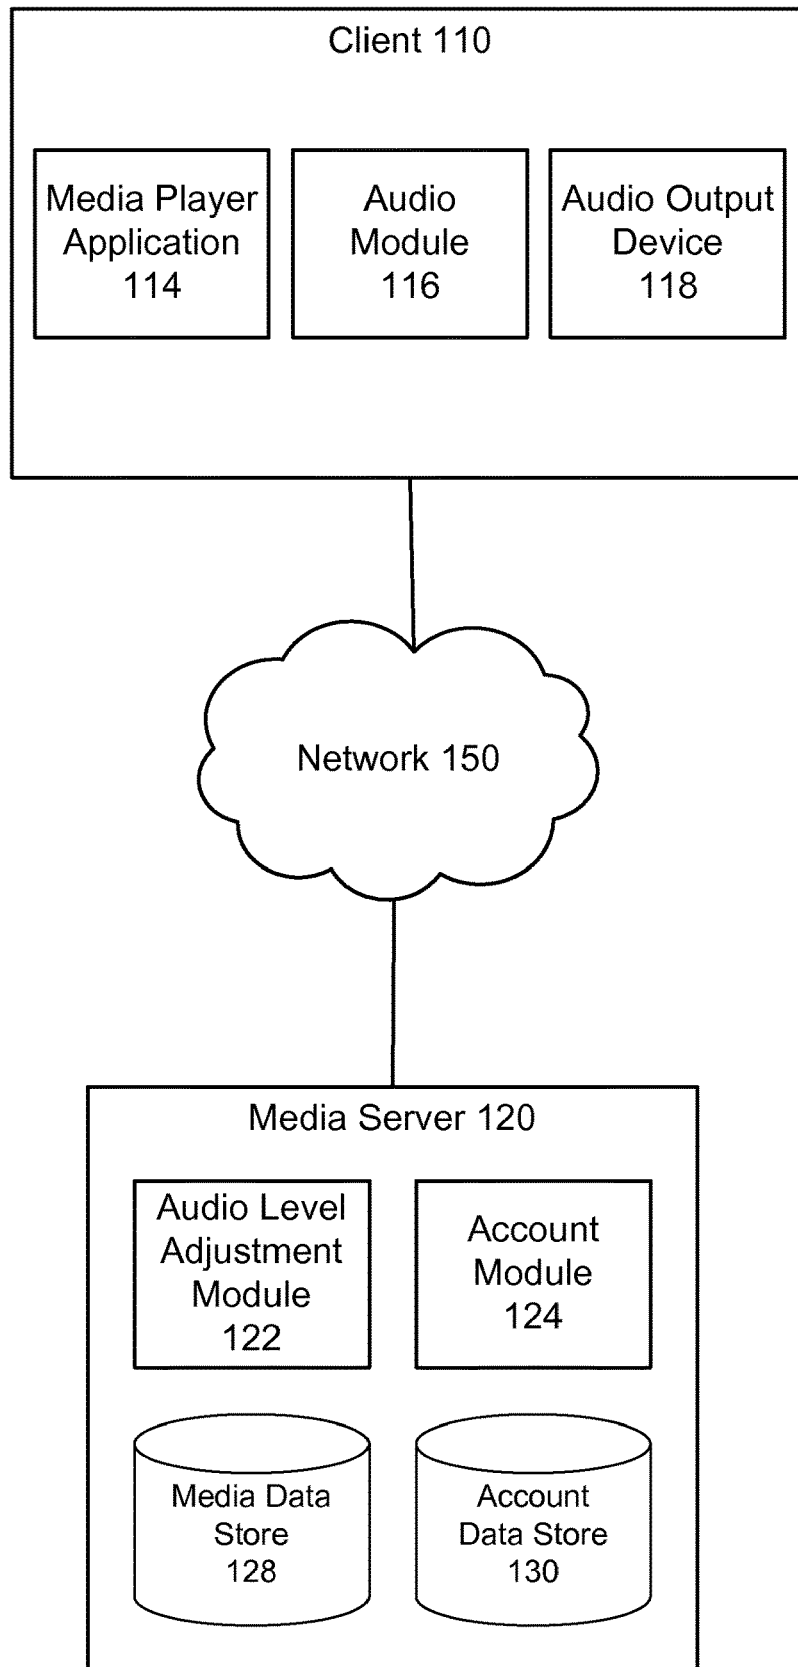 Client 110
Media Player
Application
114
Audio
Module
116
Audio Output
Device
118
Network 150
Media Server 120
Audio Level
Adjustment
Module
122
Account
Module
124
Media Data
Store
128
Account
Data Store
130